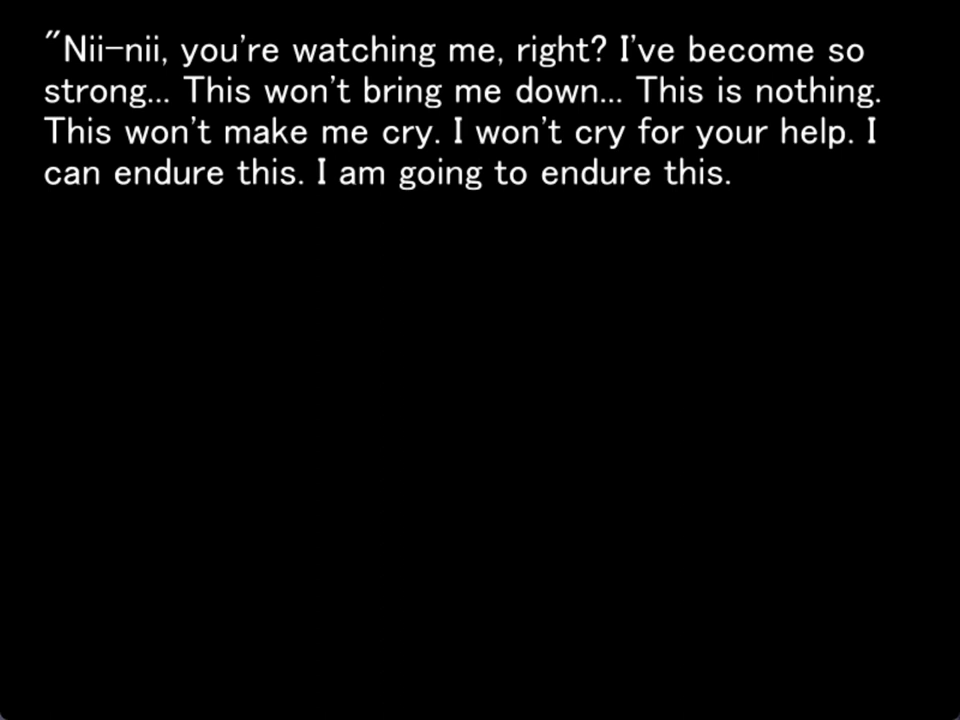 "Nii-nii, you're watching me, right? I've become so
strong... This won't bring me down... This is nothing.
This won't make me cry. I won't cry for your help. I
can endure this. I am going to endure this.